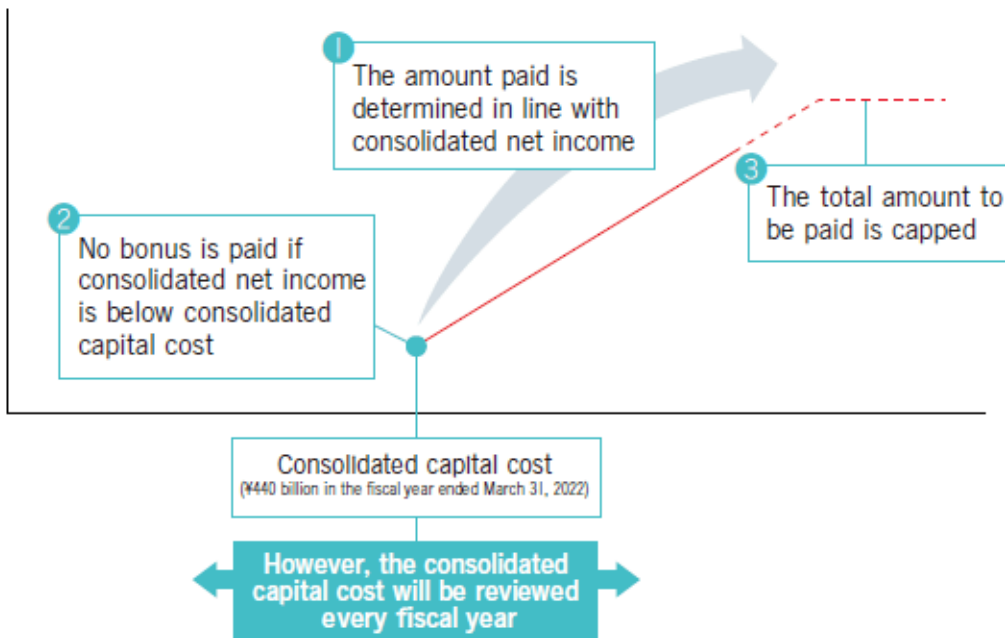 1
The amount paid is
determined in line with
consolidated net income
2
No bonus is paid if
consolidated net income
is below consolidated
capital cost
3
The total amount to
be paid is capped
Consolidated capital cost
(¥440 billion in the fiscal year ended March 31, 2022)
However, the consolidated
capital cost will be reviewed
every fiscal year